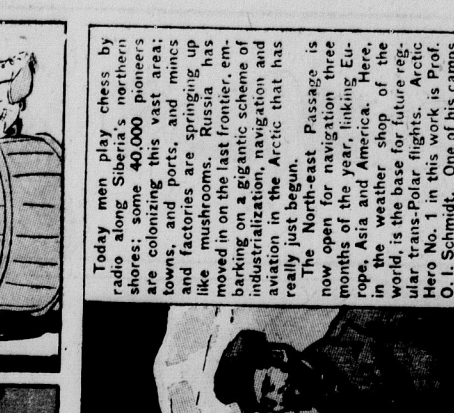 Today men play chess by
radio along Siberia's northern
shores; some 40,000 pioneers
are colonizing this vast area;
towns, and ports, and mines
and factories are springing up
like mushrooms. Russia has
moved in on the last frontier, em-
barking on a gigantic scheme of
industrialization, navigation and
aviation in the Arctic that has
really just begun.
The North-east Passage is
now open for navigation three
months of the year, linking Eu-
rope, Asia and America. Here,
in the weather shop of the
world, is the base for future reg-
ular trans-Polar flights. Arctic
Hero No. 1 in this work is Prof.
O. I. Schmidt. One of his camps